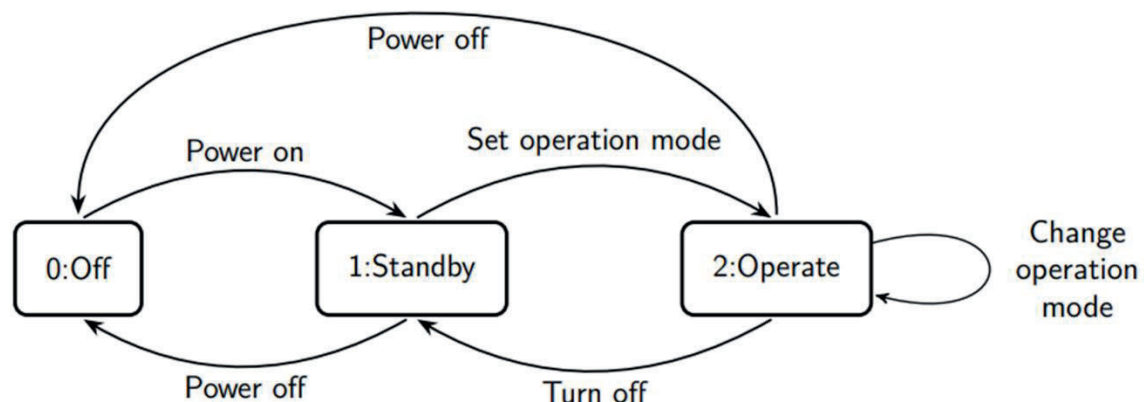 Power off
Power on
Set operation mode
0:Off
1:Standby
2:Operate
Change
operation
mode
Power off
Turn off